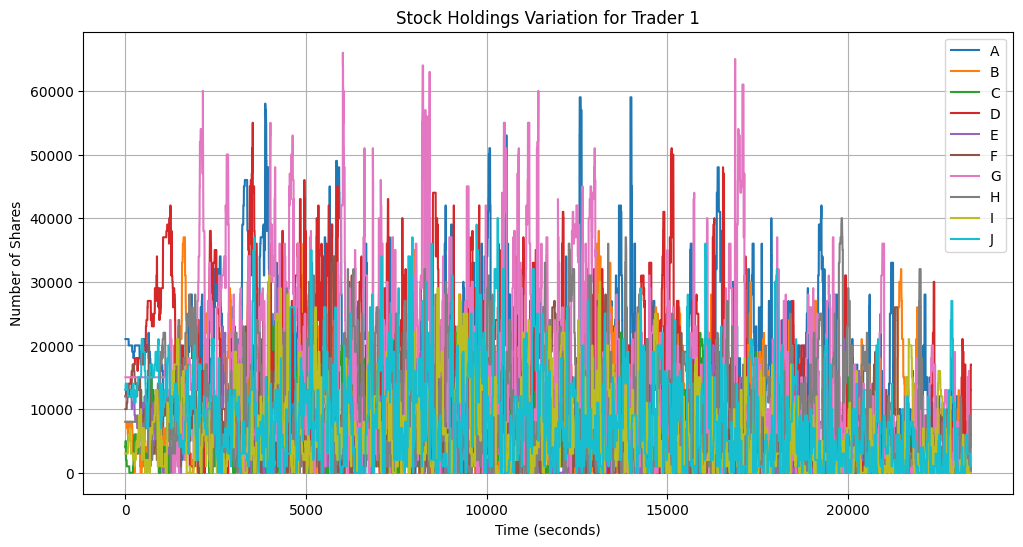 Stock Holdings Variation for Trader 1
Number of Shares
60000
50000
40000
30000
20000
10000
0
0
5000
10000
15000
20000
Time (seconds)
A
B
C
D
E
F
G
H
I
J